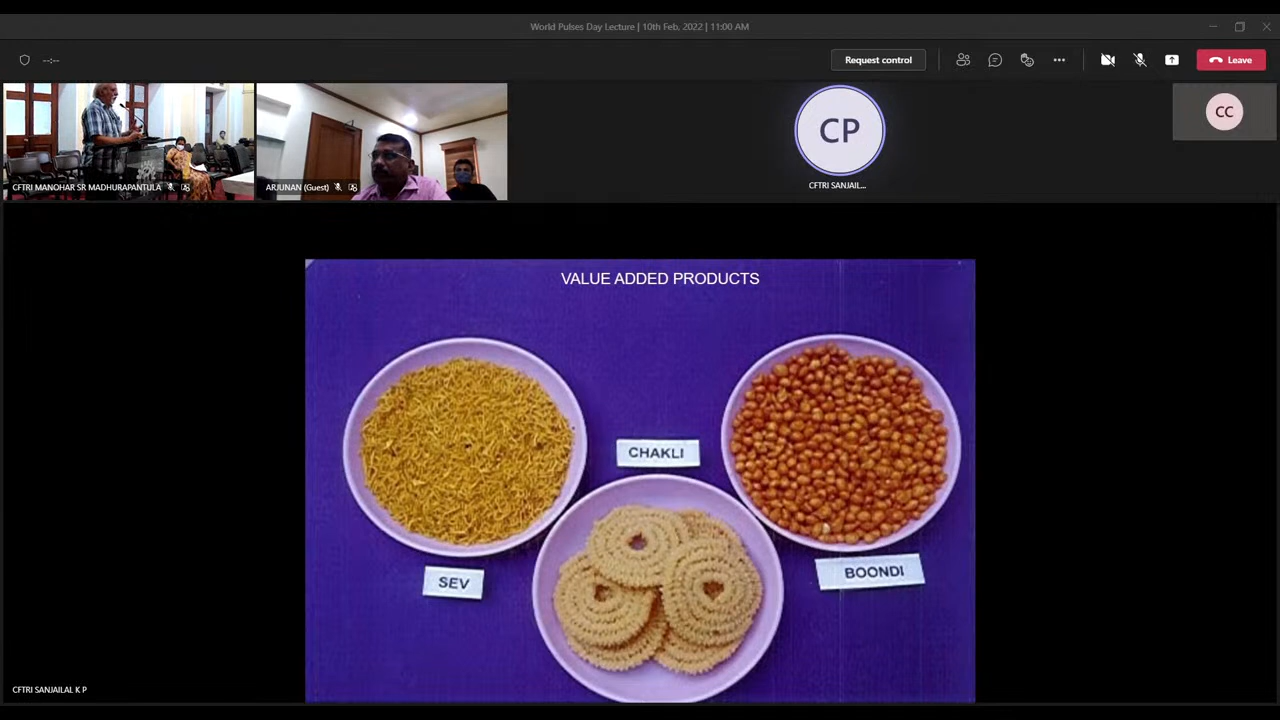 World Pulses Day Lecture | 10th Feb, 2022 | 11:00 AM
--:--
Request control
Leave
CFTRI MANOHAR SR MADHURAPANTULA
ARJUNAN (Guest)
CP
CFTRI SANJAIL...
CC
VALUE ADDED PRODUCTS
CHAKLI
SEV
BOONDI
CFTRI SANJAILAL K P